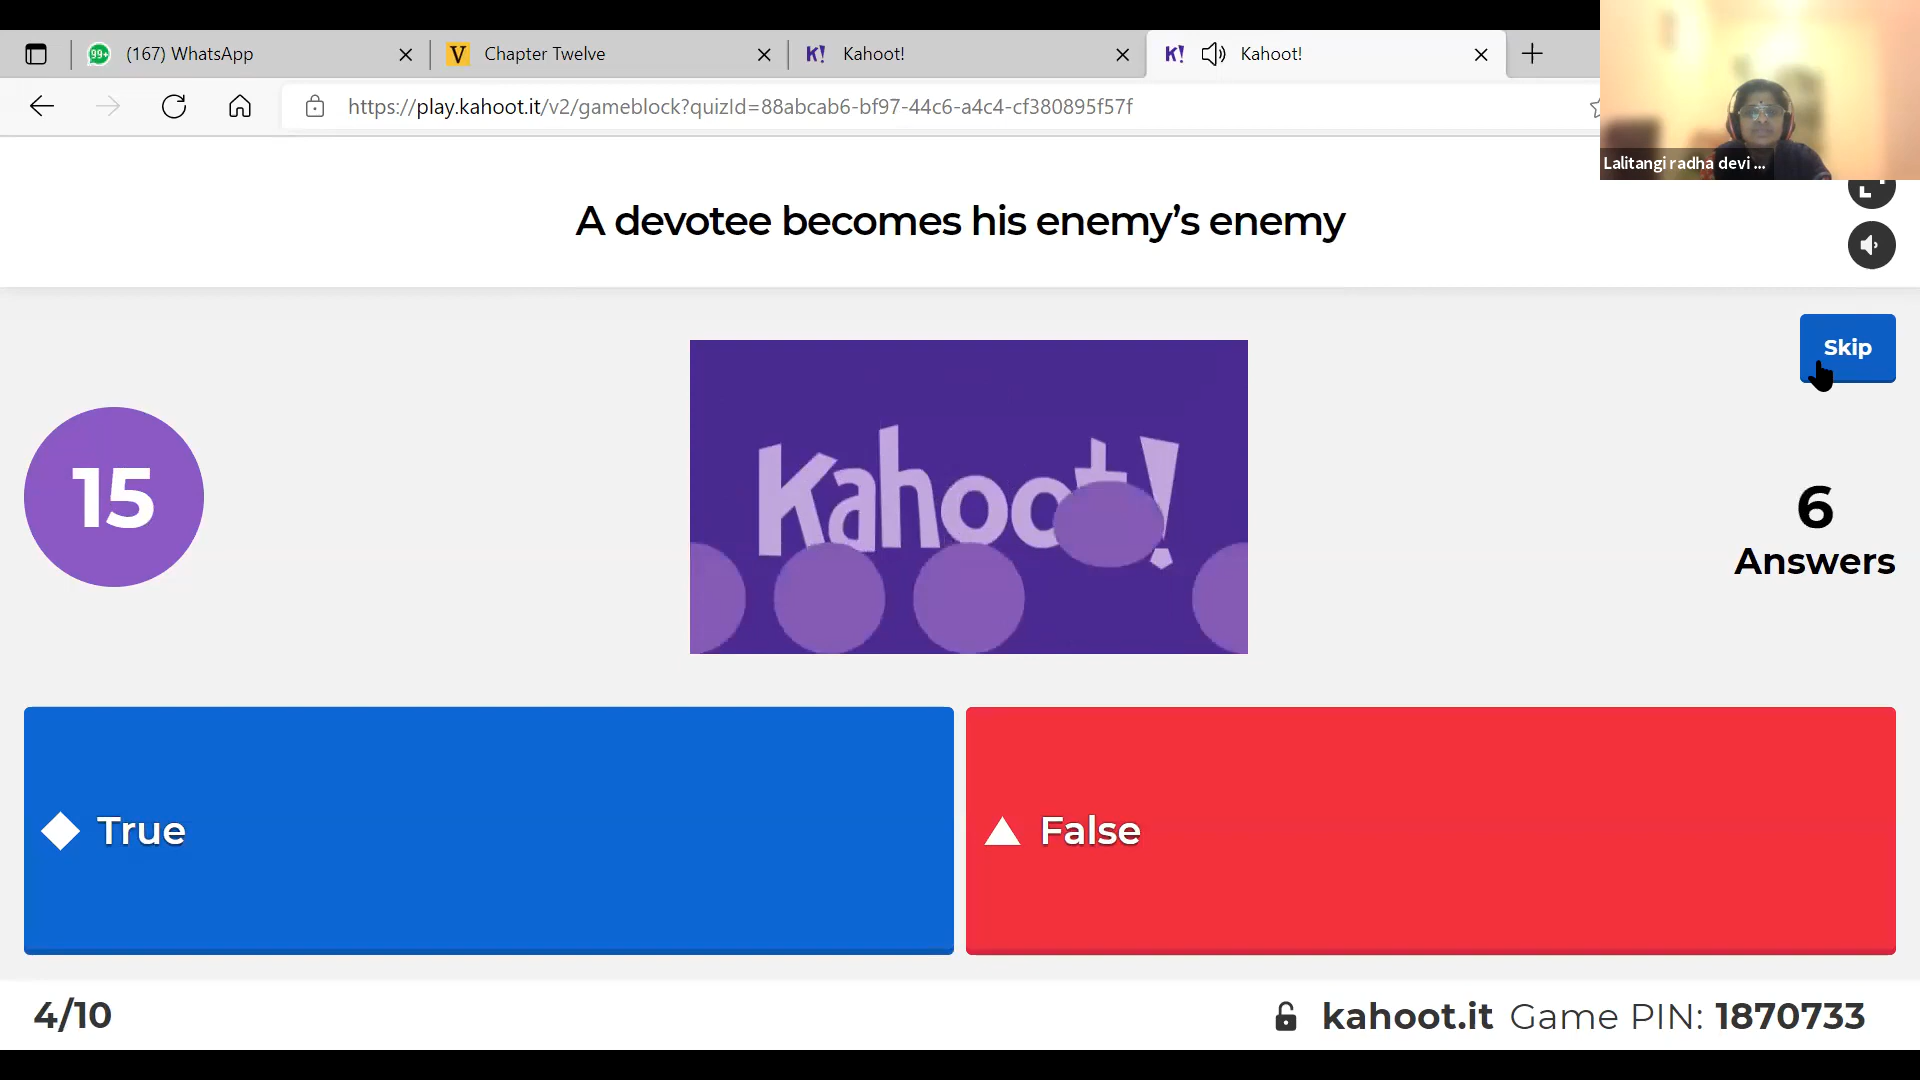 99+ (167) WhatsApp
V Chapter Twelve
K! Kahoot!
K! Kahoot!
https://play.kahoot.it/v2/gameblock?quizId=88abcab6-bf97-44c6-a4c4-cf380895f57f
Lalitangi radha devi ...
A devotee becomes his enemy’s enemy
Skip
15
Kahoot!
6
Answers
True
False
4/10
kahoot.it Game PIN: 1870733